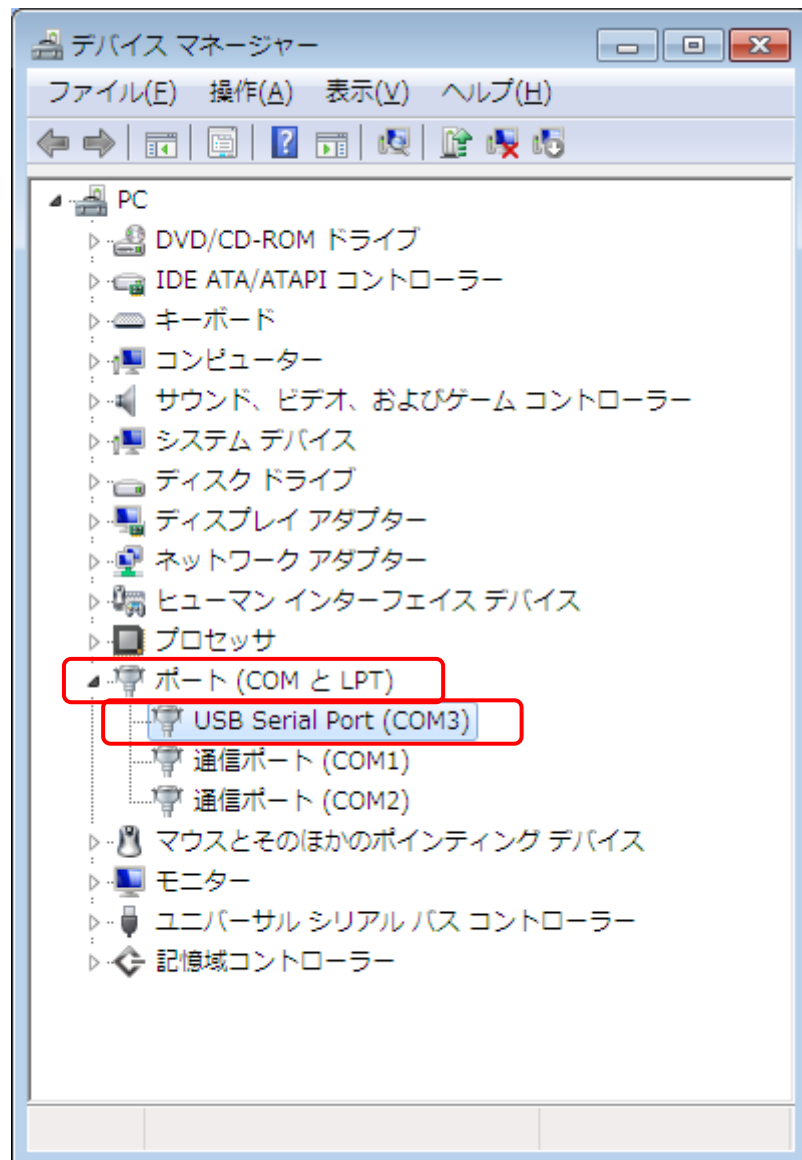 デバイス マネージャー
ファイル(F) 操作(A) 表示(V) ヘルプ(H)
PC
DVD/CD-ROM ドライブ
IDE ATA/ATAPI コントローラー
キーボード
コンピューター
サウンド、ビデオ、およびゲーム コントローラー
システム デバイス
ディスク ドライブ
ディスプレイ アダプター
ネットワーク アダプター
ヒューマン インターフェイス デバイス
プロセッサ
ポート (COM と LPT)
USB Serial Port (COM3)
通信ポート (COM1)
通信ポート (COM2)
マウスとそのほかのポインティング デバイス
モニター
ユニバーサル シリアル バス コントローラー
記憶域コントローラー